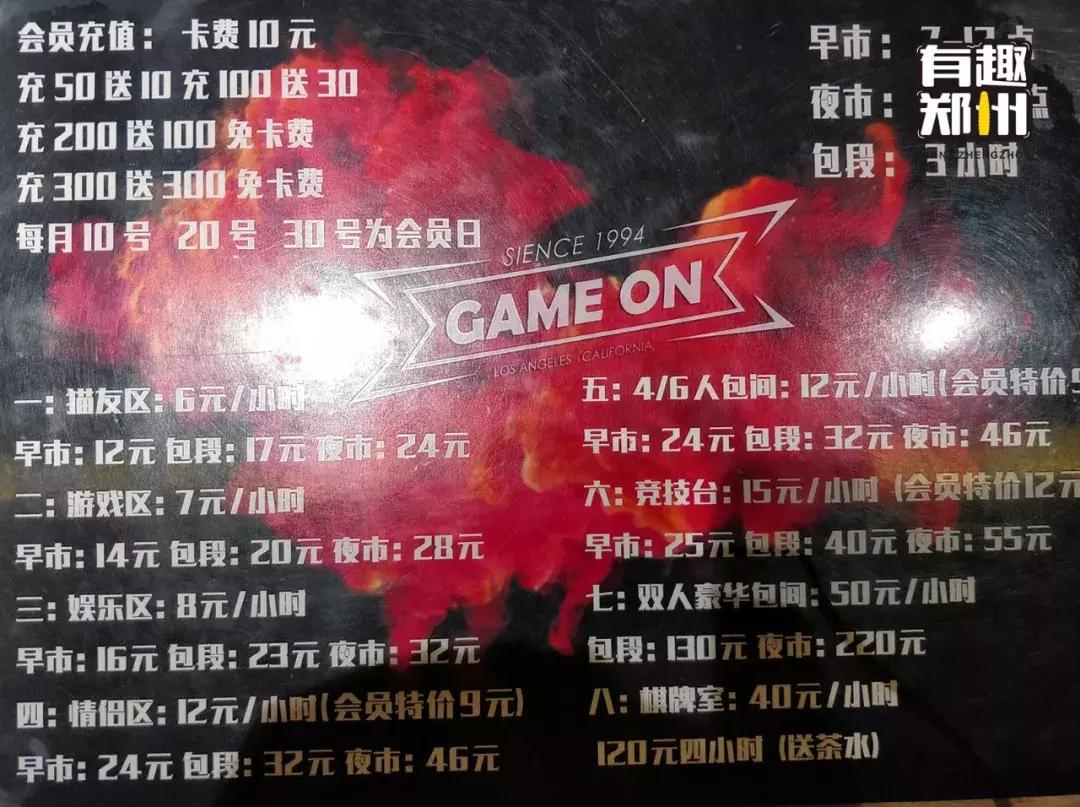 会员充值： 卡费10元
充50送10 充100送30
充200送100 免卡费
充300送300 免卡费
每月10号 20号 30号为会员日
早市：
夜市：
包段：3小时
有趣
郑州
SIENCE 1994
GAME ON
LOS ANGELES CALIFORNIA,
一：猫友区：6元/小时
早市：12元 包段：17元 夜市：24元
二：游戏区：7元/小时
早市：14元 包段：20元 夜市：28元
三：娱乐区：8元/小时
早市：16元 包段：23元 夜市：32元
四：情侣区：12元/小时(会员特价9元)
早市：24元 包段：32元 夜市：46元
五：4/6人包间：12元/小时(会员特价9
早市：24元 包段：32元 夜市：46元
六：竞技台：15元/小时 (会员特价12元
早市：25元 包段：40元 夜市：55元
七：双人豪华包间：50元/小时
包段：130元 夜市：220元
八：棋牌室：40元/小时
120元四小时 (送茶水)